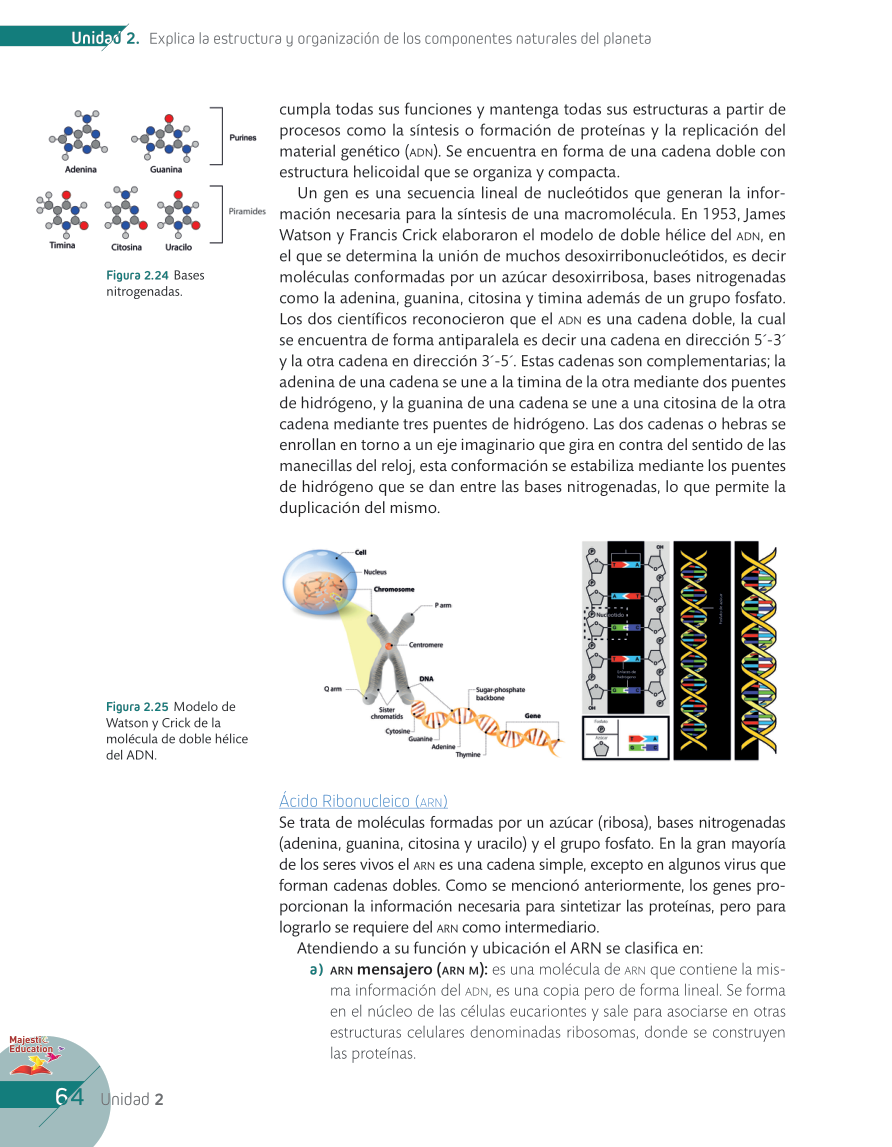 Unidad 2. Explica la estructura y organización de los componentes naturales del planeta
Adenina
Guanina
Purines
Timina
Citosina
Uracilo
Piramides
Figura 2.24 Bases
nitrogenadas.
cumpla todas sus funciones y mantenga todas sus estructuras a partir de
procesos como la síntesis o formación de proteínas y la replicación del
material genético (ADN). Se encuentra en forma de una cadena doble con
estructura helicoidal que se organiza y compacta.
Un gen es una secuencia lineal de nucleótidos que generan la infor-
mación necesaria para la síntesis de una macromolécula. En 1953, James
Watson y Francis Crick elaboraron el modelo de doble hélice del ADN, en
el que se determina la unión de muchos desoxirribonucleótidos, es decir
moléculas conformadas por un azúcar desoxirribosa, bases nitrogenadas
como la adenina, guanina, citosina y timina además de un grupo fosfato.
Los dos científicos reconocieron que el ADN es una cadena doble, la cual
se encuentra de forma antiparalela es decir una cadena en dirección 5´-3´
y la otra cadena en dirección 3´-5´. Estas cadenas son complementarias; la
adenina de una cadena se une a la timina de la otra mediante dos puentes
de hidrógeno, y la guanina de una cadena se une a una citosina de la otra
cadena mediante tres puentes de hidrógeno. Las dos cadenas o hebras se
enrollan en torno a un eje imaginario que gira en contra del sentido de las
manecillas del reloj, esta conformación se estabiliza mediante los puentes
de hidrógeno que se dan entre las bases nitrogenadas, lo que permite la
duplicación del mismo.
Cell
Nucleus
Chromosome
P arm
Centromere
Q arm
DNA
Sister
chromatids
Sugar-phosphate
backbone
Cytosine
Guanine
Adenine
Thymine
Gene
OH
P
T A
A T
Nucleotido
G C
T A
Enlaces de
hidrógeno
G C
OH
P
Fosfato
P
Azúcar
T A
G C
Figura 2.25 Modelo de
Watson y Crick de la
molécula de doble hélice
del ADN.
Ácido Ribonucleico (ARN)
Se trata de moléculas formadas por un azúcar (ribosa), bases nitrogenadas
(adenina, guanina, citosina y uracilo) y el grupo fosfato. En la gran mayoría
de los seres vivos el ARN es una cadena simple, excepto en algunos virus que
forman cadenas dobles. Como se mencionó anteriormente, los genes pro-
porcionan la información necesaria para sintetizar las proteínas, pero para
lograrlo se requiere del ARN como intermediario.
Atendiendo a su función y ubicación el ARN se clasifica en:
a) ARN mensajero (ARN M): es una molécula de ARN que contiene la mis-
ma información del ADN, es una copia pero de forma lineal. Se forma
en el núcleo de las células eucariontes y sale para asociarse en otras
estructuras celulares denominadas ribosomas, donde se construyen
las proteínas.
Majestic
Education
64 Unidad 2